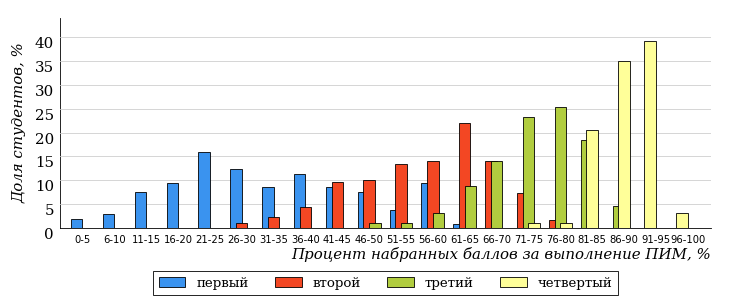 Доля студентов, %
40
35
30
25
20
15
10
5
0
0-5 6-10 11-15 16-20 21-25 26-30 31-35 36-40 41-45 46-50 51-55 56-60 61-65 66-70 71-75 76-80 81-85 86-90 91-95 96-100
Процент набранных баллов за выполнение ПИМ, %
первый второй третий четвертый